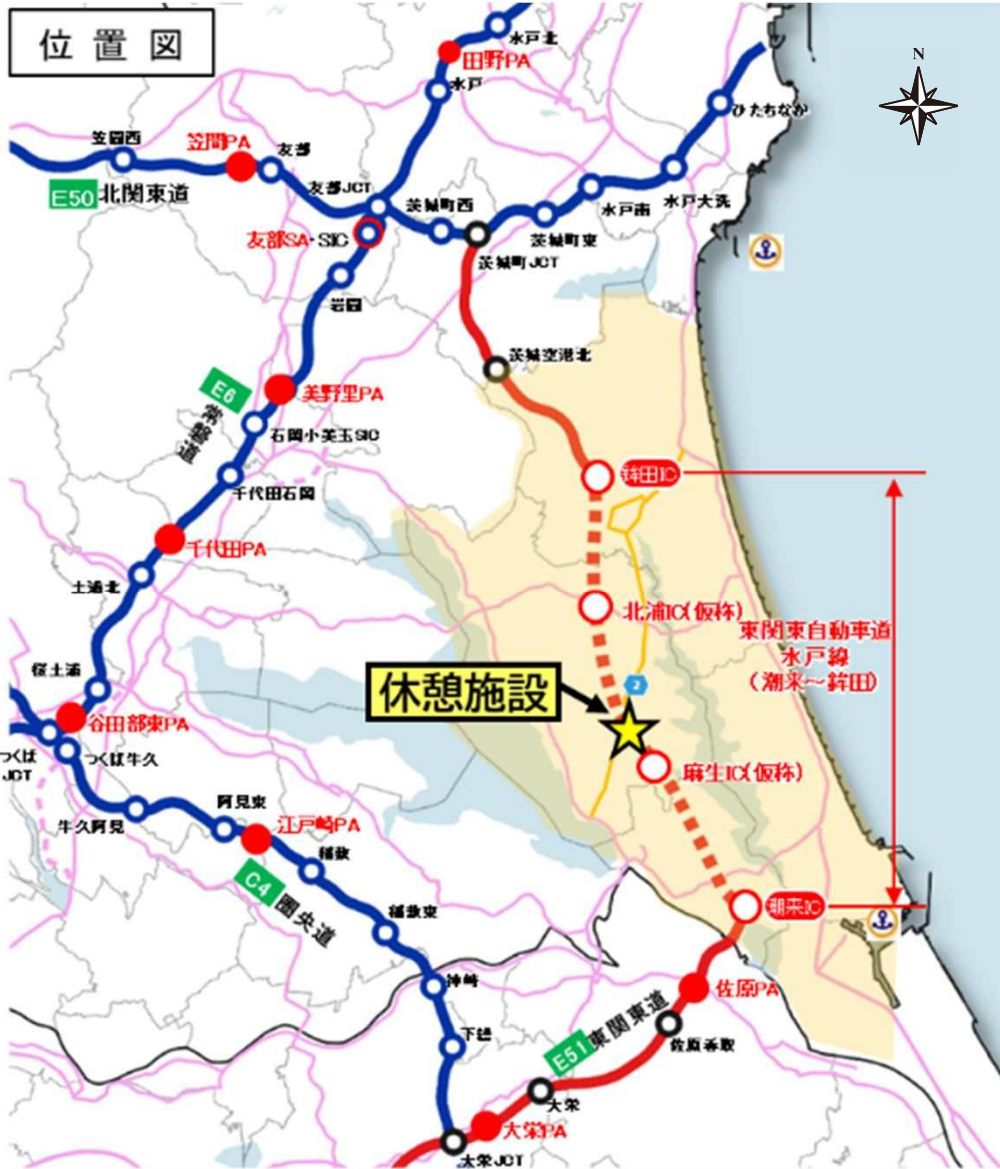 位置図
N
水戸北
田野PA
水戸
ひたちなか
笠間西
笠間PA
友部
E50 北関東道
友部JCT
茨城町西
水戸南
水戸大洗
友部SA・SIC
茨城町東
茨城町JCT
岩間
茨城空港北
E6
常磐道
美野里PA
石岡小美玉SIC
鉾田IC
千代田石岡
千代田PA
土浦北
北浦IC(仮称)
東関東自動車道
水戸線
(潮来～鉾田)
桜土浦
休憩施設
2
谷田部東PA
つくば
JCT
つくば牛久
麻生IC(仮称)
阿見東
牛久阿見
江戸崎PA
稲敷
C4 圏央道
稲敷東
潮来IC
神崎
佐原PA
下総
E51 東関東道
佐原香取
大栄
大栄PA
大栄JCT